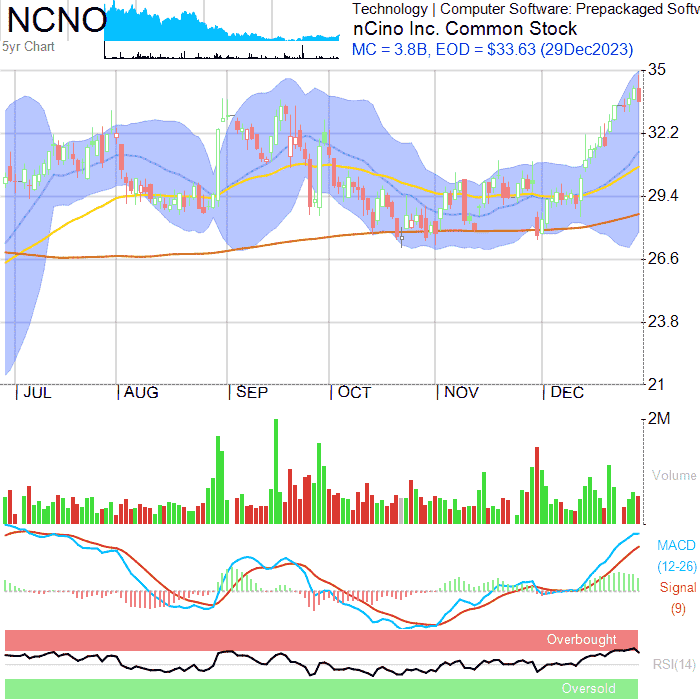 NCNO
5yr Chart
Technology | Computer Software: Prepackaged Softw
nCino Inc. Common Stock
MC = 3.8B, EOD = $33.63 (29Dec2023)
35
32.2
29.4
26.6
23.8
21
JUL AUG SEP OCT NOV DEC
2M
Volume
MACD
(12-26)
Signal
(9)
Overbought
RSI(14)
Oversold